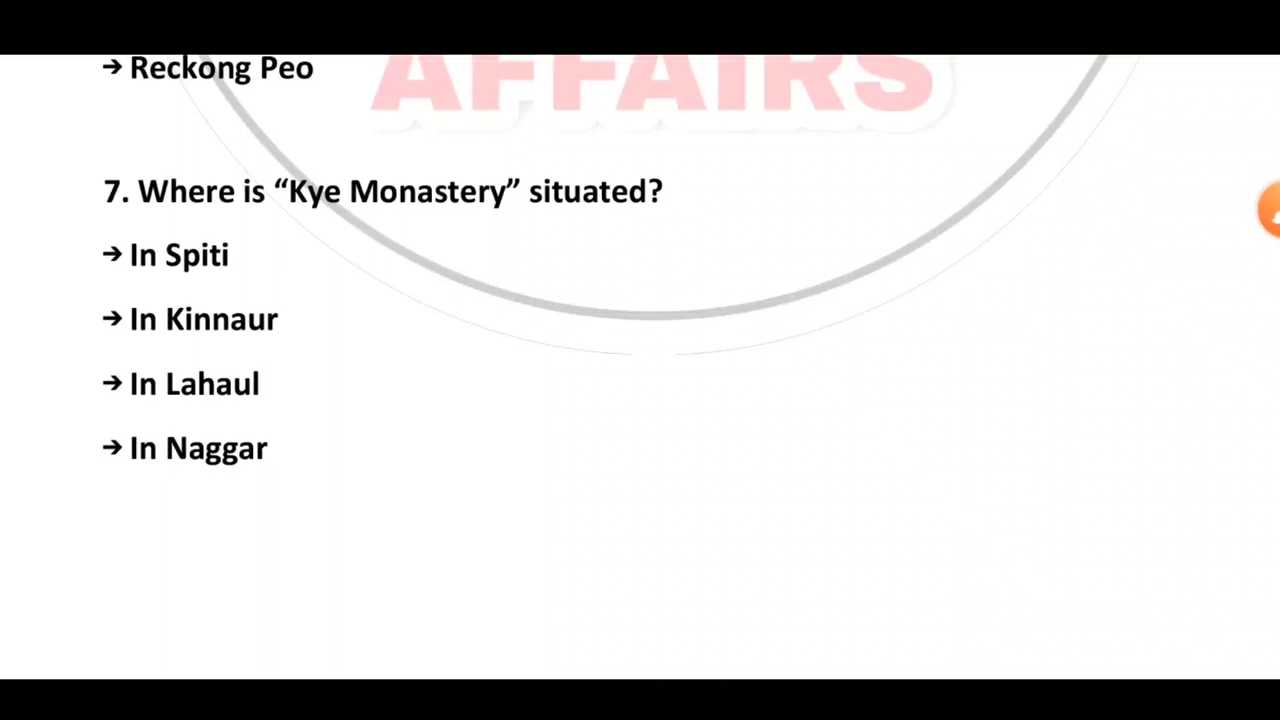 AFFAIRS
→ Reckong Peo
7. Where is “Kye Monastery” situated?
→ In Spiti
→ In Kinnaur
→ In Lahaul
→ In Naggar